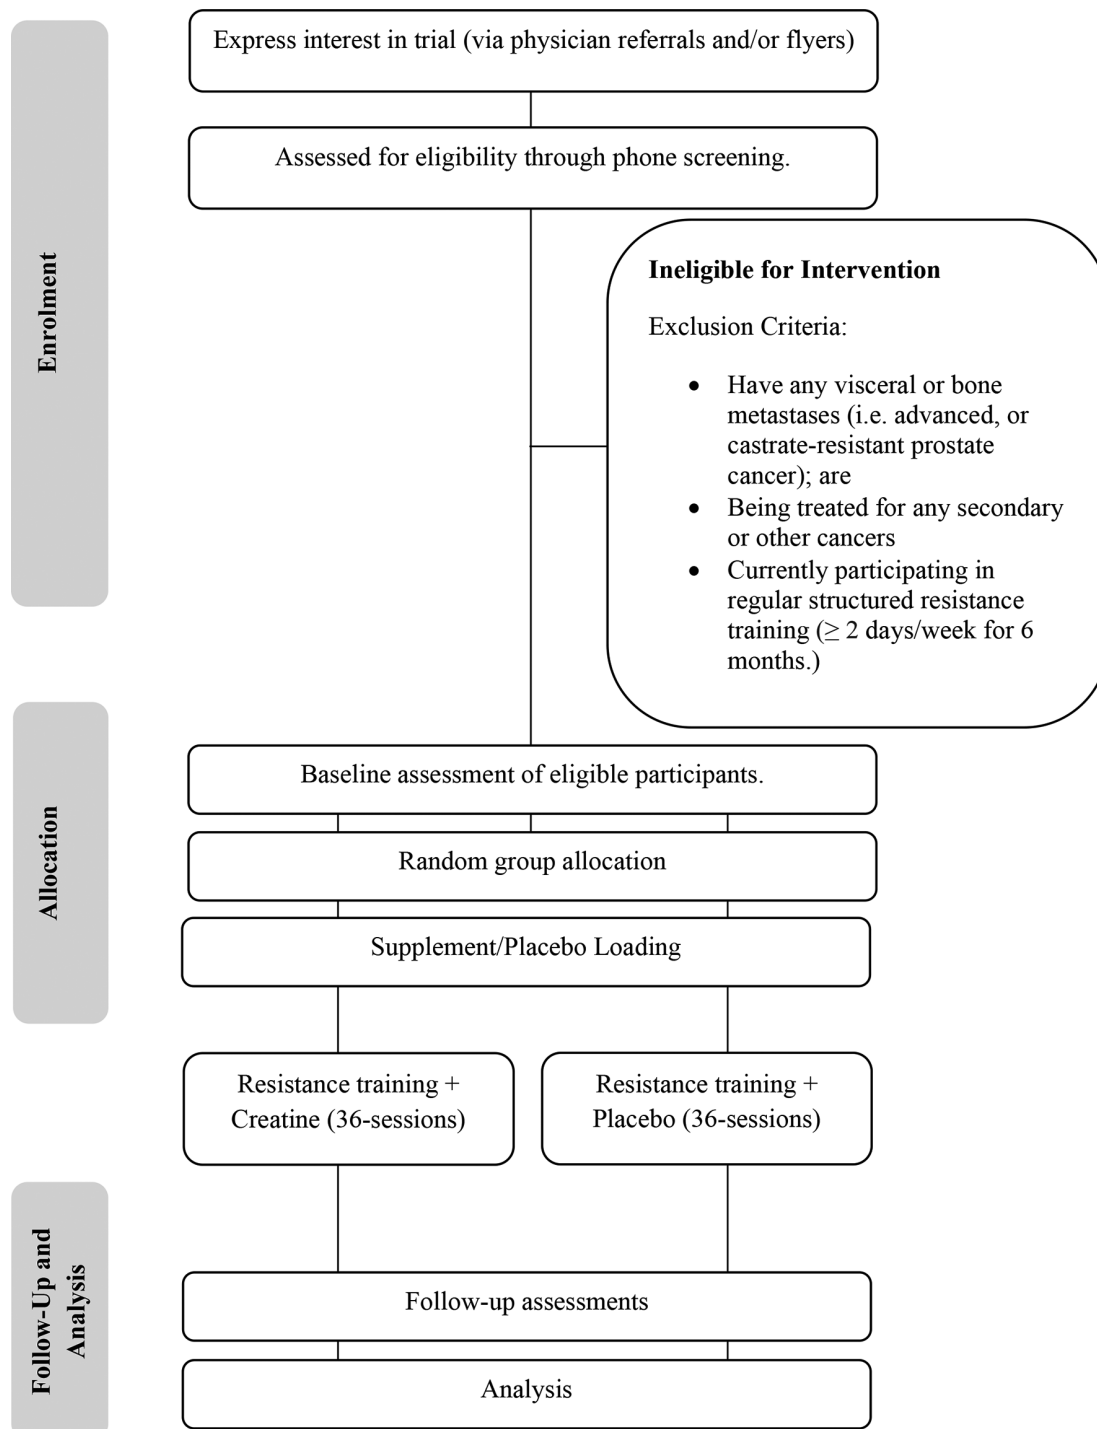 Express interest in trial (via physician referrals and/or flyers)
Assessed for eligibility through phone screening.
Enrolment
Ineligible for Intervention
Exclusion Criteria:
• Have any visceral or bone
metastases (i.e. advanced, or
castrate-resistant prostate
cancer); are
• Being treated for any secondary
or other cancers
• Currently participating in
regular structured resistance
training (≥ 2 days/week for 6
months.)
Allocation
Baseline assessment of eligible participants.
Random group allocation
Supplement/Placebo Loading
Resistance training +
Creatine (36-sessions)
Resistance training +
Placebo (36-sessions)
Follow-Up and
Analysis
Follow-up assessments
Analysis